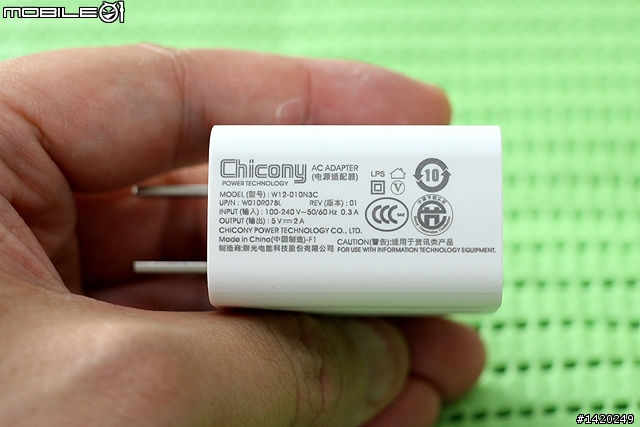 MOBILE01
Chicony
POWER TECHNOLOGY
AC ADAPTER
(电源适配器)
LPS
V
10
MODEL (型号) : W12-010N3C
UP/N : W010R078L REV (版本) : 01
INPUT (输入) : 100-240 V~50/60 Hz 0.3 A
OUTPUT (输出) : 5 V⎓2 A
CCC
CHICONY POWER TECHNOLOGY CO., LTD.
Made in China(中国制造)-F1
CAUTION(警告):适用于资讯类产品
制造商:群光电能科技股份有限公司
FOR USE WITH INFORMATION TECHNOLOGY EQUIPMENT.
#1420249